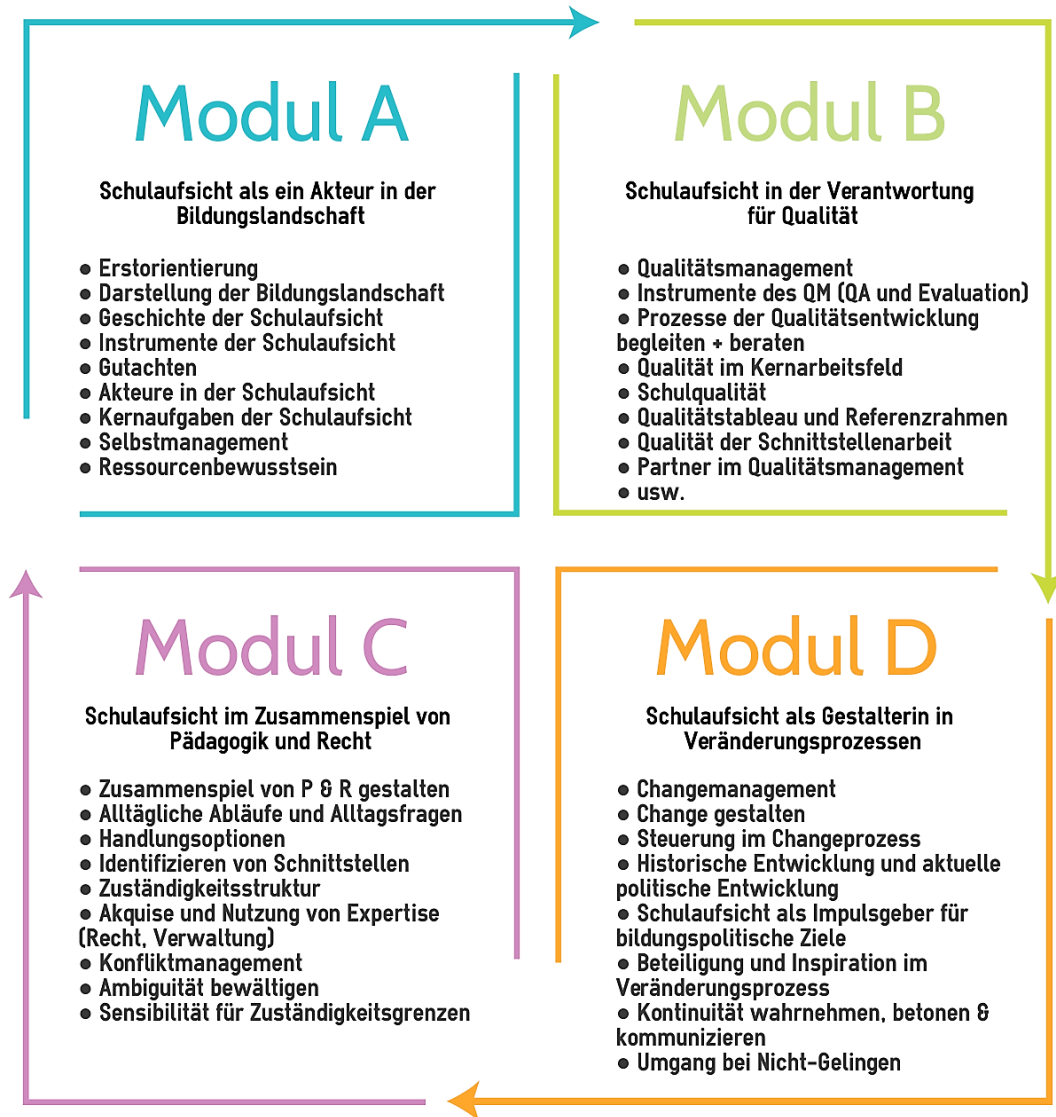 Modul A
Schulaufsicht als ein Akteur in der
Bildungslandschaft
● Erstorientierung
● Darstellung der Bildungslandschaft
● Geschichte der Schulaufsicht
● Instrumente der Schulaufsicht
● Gutachten
● Akteure in der Schulaufsicht
● Kernaufgaben der Schulaufsicht
● Selbstmanagement
● Ressourcenbewusstsein
Modul B
Schulaufsicht in der Verantwortung
für Qualität
● Qualitätsmanagement
● Instrumente des QM (QA und Evaluation)
● Prozesse der Qualitätsentwicklung
begleiten + beraten
● Qualität im Kernarbeitsfeld
● Schulqualität
● Qualitätstableau und Referenzrahmen
● Qualität der Schnittstellenarbeit
● Partner im Qualitätsmanagement
● usw.
Modul C
Schulaufsicht im Zusammenspiel von
Pädagogik und Recht
● Zusammenspiel von P & R gestalten
● Alltägliche Abläufe und Alltagsfragen
● Handlungsoptionen
● Identifizieren von Schnittstellen
● Zuständigkeitsstruktur
● Akquise und Nutzung von Expertise
(Recht, Verwaltung)
● Konfliktmanagement
● Ambiguität bewältigen
● Sensibilität für Zuständigkeitsgrenzen
Modul D
Schulaufsicht als Gestalterin in
Veränderungsprozessen
● Changemanagement
● Change gestalten
● Steuerung im Changeprozess
● Historische Entwicklung und aktuelle
politische Entwicklung
● Schulaufsicht als Impulsgeber für
bildungspolitische Ziele
● Beteiligung und Inspiration im
Veränderungsprozess
● Kontinuität wahrnehmen, betonen &
kommunizieren
● Umgang bei Nicht-Gelingen